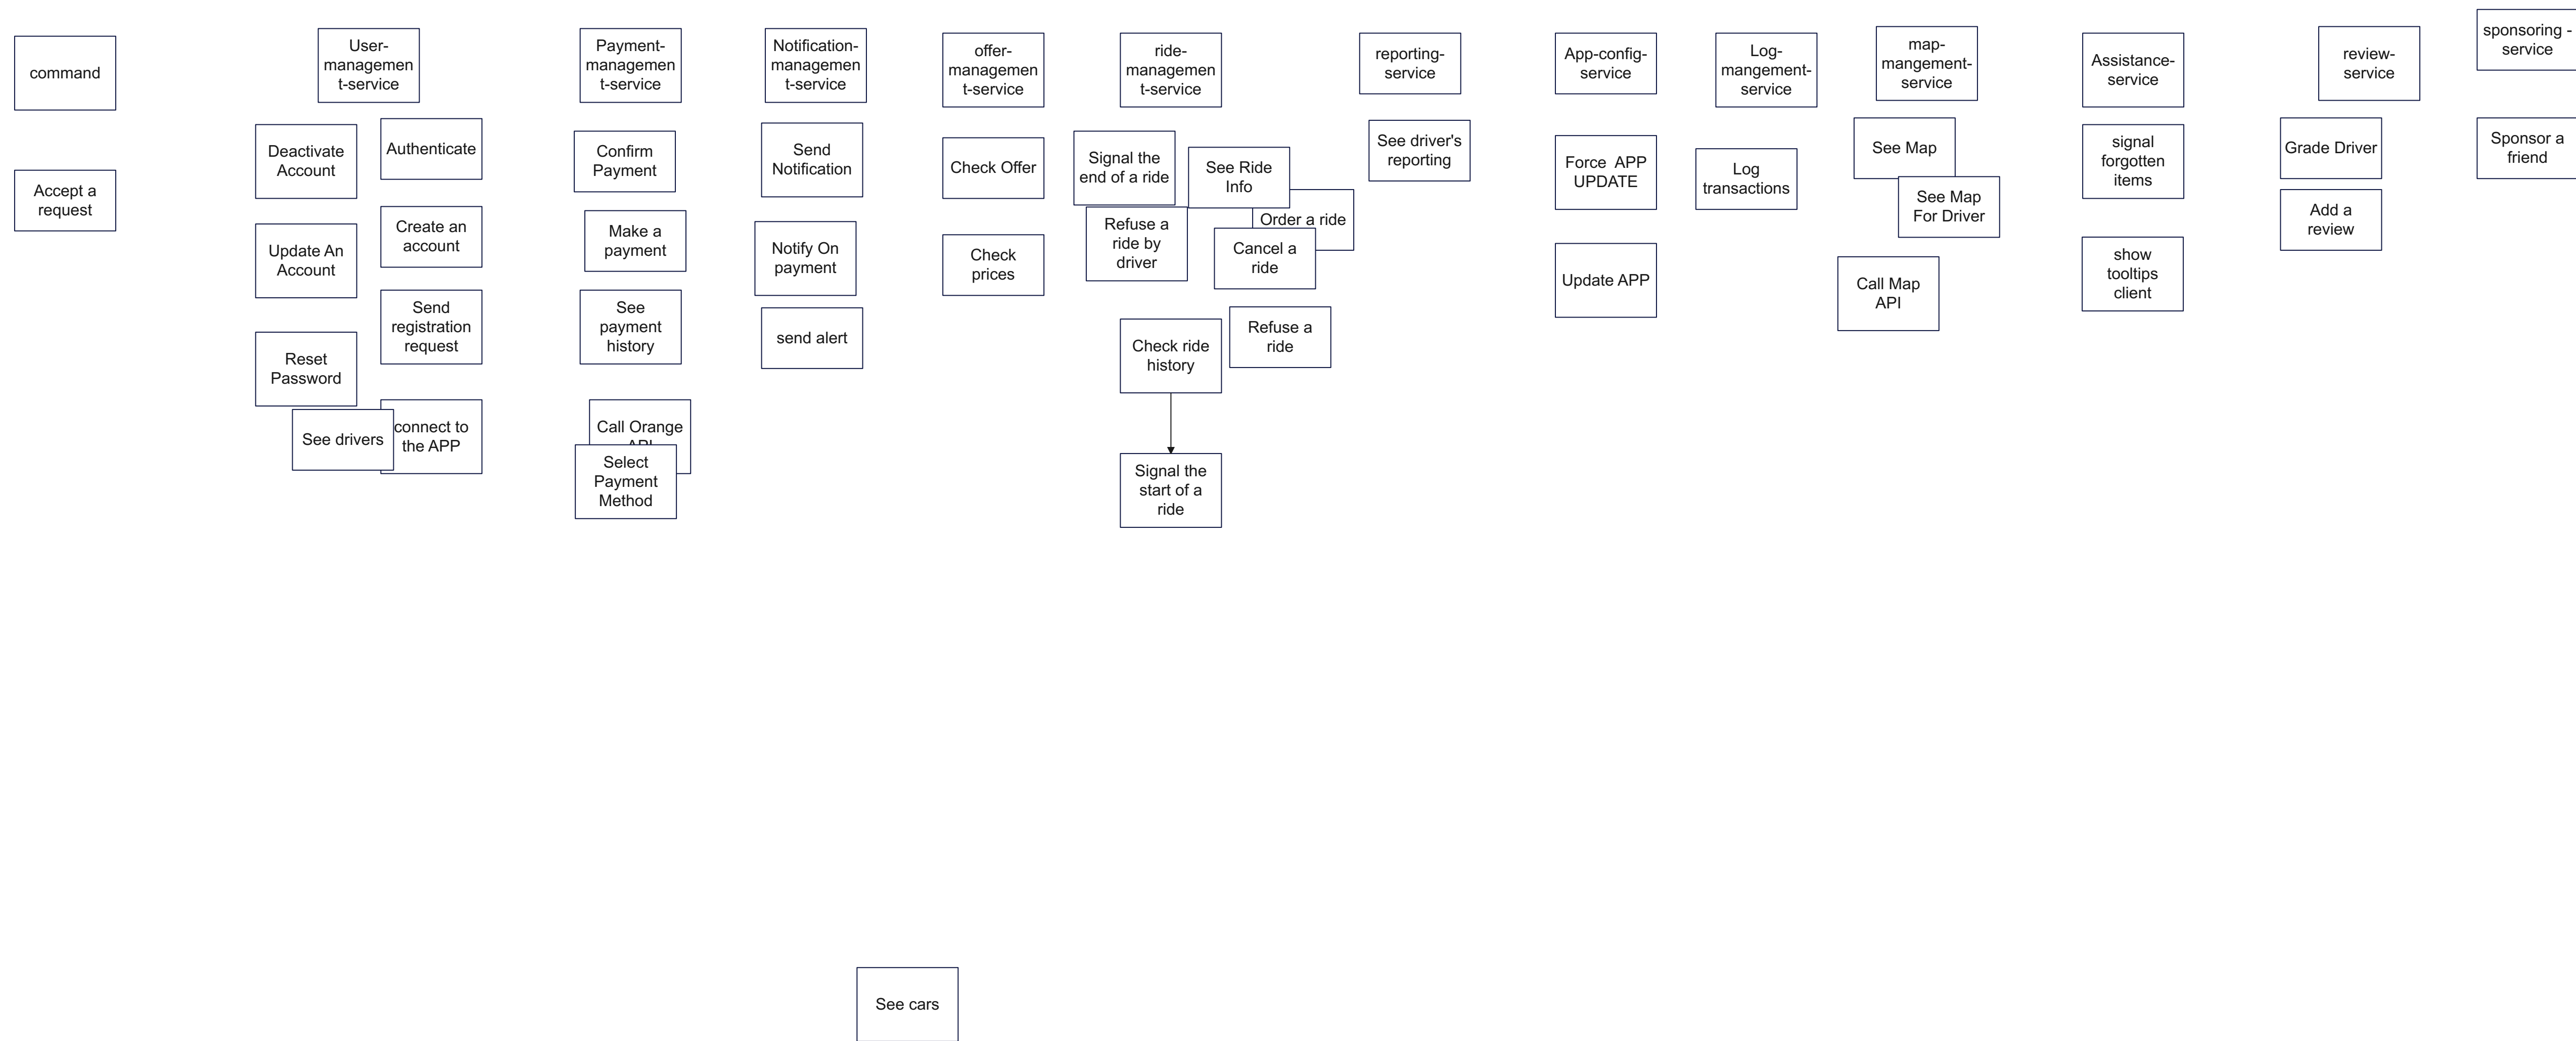 command
Accept a
request
User-
managemen
t-service
Deactivate
Account
Authenticate
Update An
Account
Create an
account
Send
registration
request
Reset
Password
See drivers
connect to
the APP
Payment-
managemen
t-service
Confirm
Payment
Make a
payment
See
payment
history
Call Orange
API
Select
Payment
Method
Notification-
managemen
t-service
Send
Notification
Notify On
payment
send alert
offer-
managemen
t-service
Check Offer
Check
prices
ride-
managemen
t-service
Signal the
end of a ride
See Ride
Info
Order a ride
Refuse a
ride by
driver
Cancel a
ride
Check ride
history
Refuse a
ride
Signal the
start of a
ride
reporting-
service
See driver's
reporting
App-config-
service
Force  APP
UPDATE
Update APP
Log-
mangement-
service
Log
transactions
map-
mangement-
service
See Map
See Map
For Driver
Call Map
API
Assistance-
service
signal
forgotten
items
show
tooltips
client
review-
service
Grade Driver
Add a
review
sponsoring -
service
Sponsor a
friend
See cars